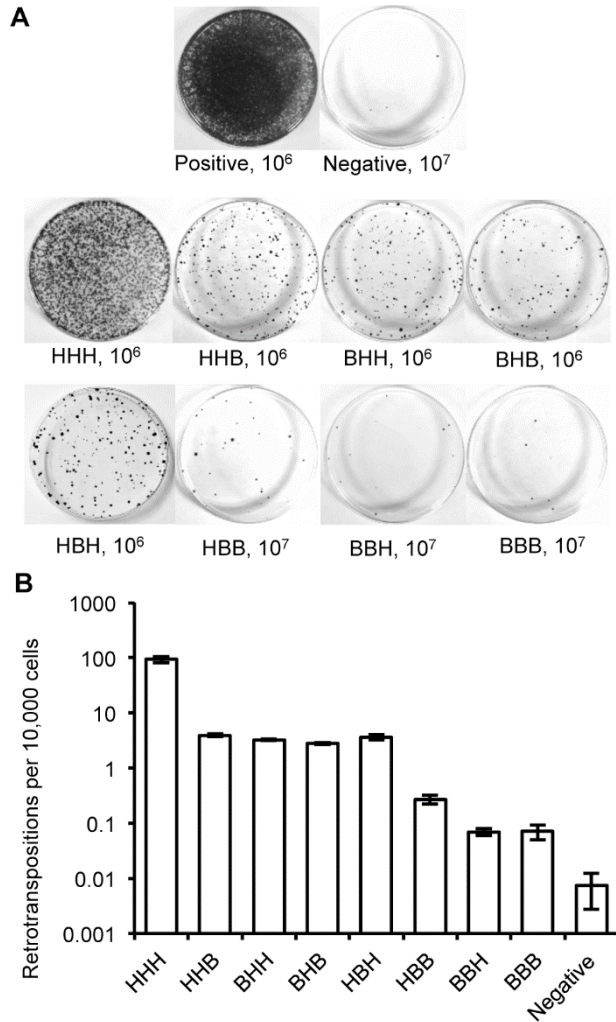 A
Positive, 10⁶ Negative, 10⁷
HHH, 10⁶ HHB, 10⁶ BHH, 10⁶ BHB, 10⁶
HBH, 10⁶ HBB, 10⁷ BBH, 10⁷ BBB, 10⁷
B
Retrotranspositions per 10,000 cells
1000
100
10
1
0.1
0.01
0.001
HHH HHB BHH BHB HBH HBB BBH BBB Negative